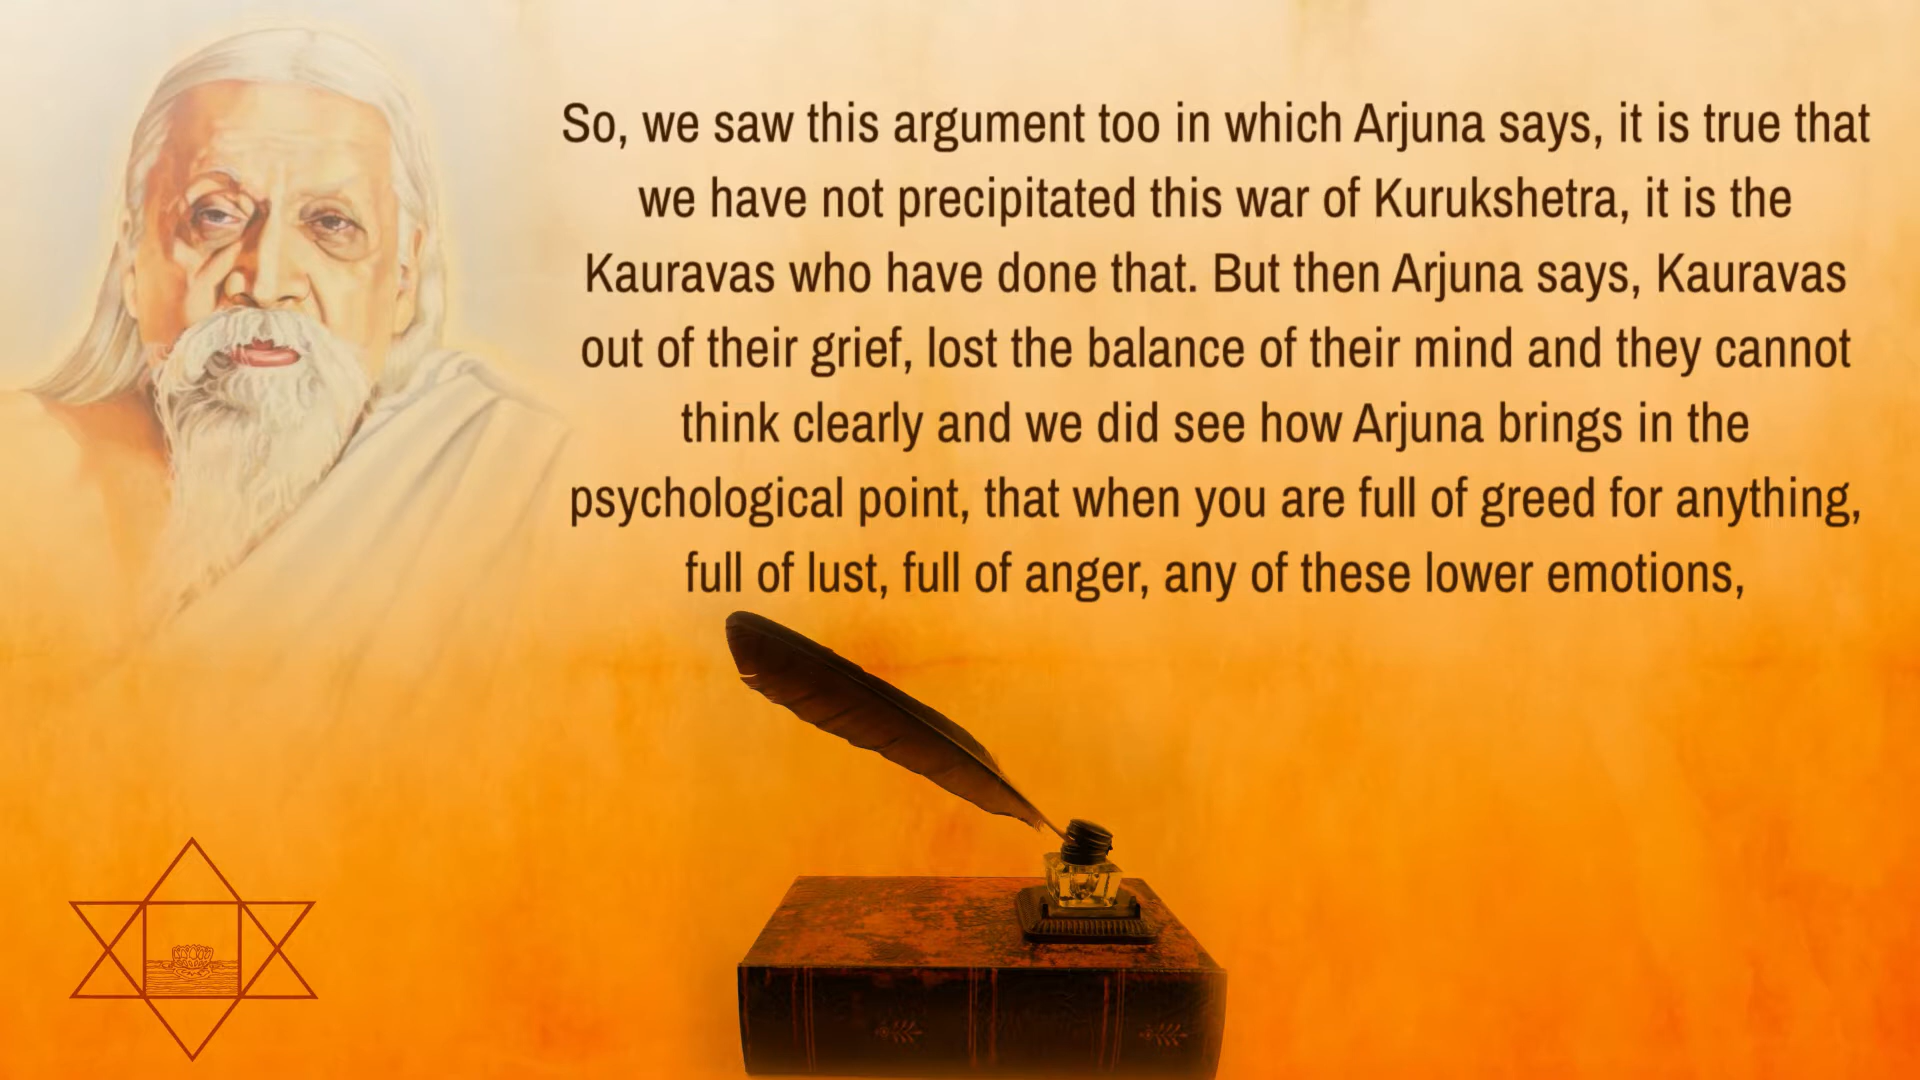 So, we saw this argument too in which Arjuna says, it is true that
we have not precipitated this war of Kurukshetra, it is the
Kauravas who have done that. But then Arjuna says, Kauravas
out of their grief, lost the balance of their mind and they cannot
think clearly and we did see how Arjuna brings in the
psychological point, that when you are full of greed for anything,
full of lust, full of anger, any of these lower emotions,